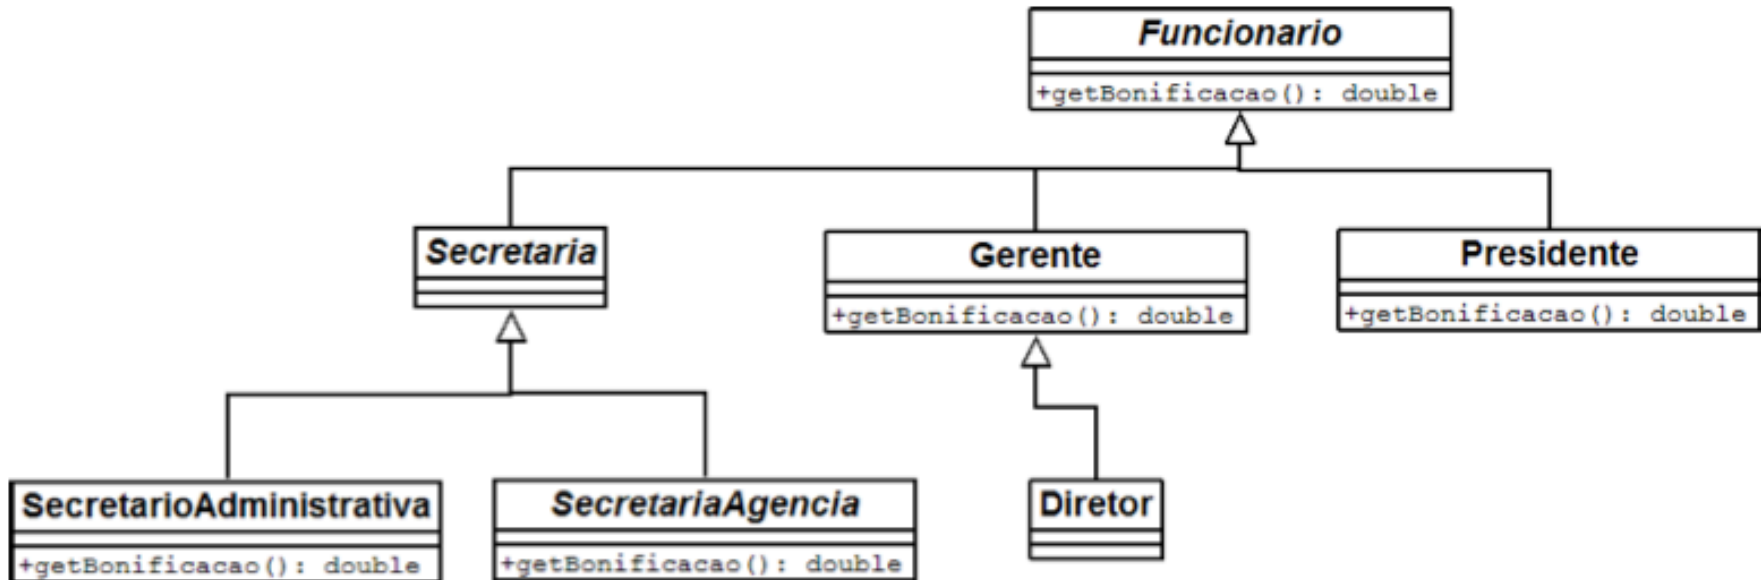 Funcionario
+getBonificacao(): double
Secretaria
Gerente
+getBonificacao(): double
Presidente
+getBonificacao(): double
SecretarioAdministrativa
+getBonificacao(): double
SecretariaAgencia
+getBonificacao(): double
Diretor